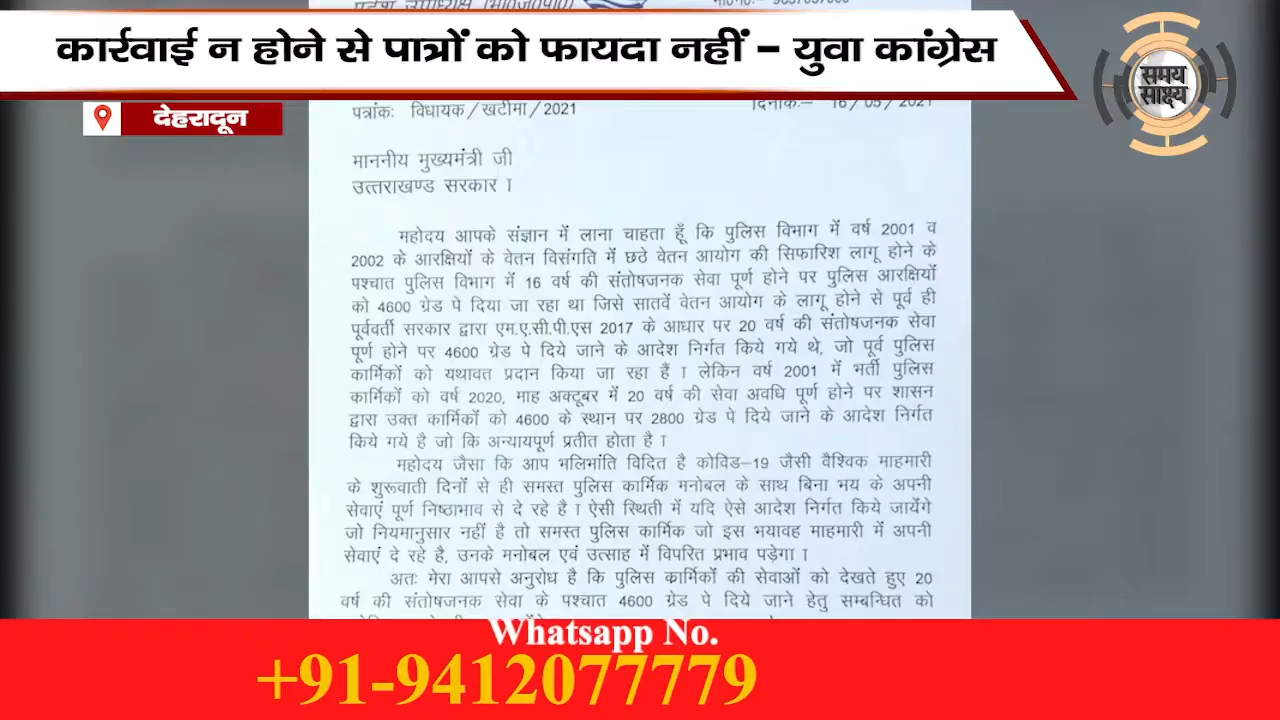 प्रदेश उपाध्यक्ष (भा०ज०पा०)
कार्रवाई न होने से पात्रों को फायदा नहीं – युवा कांग्रेस
समय
साक्ष्य
देहरादून
पत्रांकः विधायक/खटीमा/2021
दिनांकः– 16/05/2021
माननीय मुख्यमंत्री जी
उत्तराखण्ड सरकार।
महोदय आपके संज्ञान में लाना चाहता हूँ कि पुलिस विभाग में वर्ष 2001 व
2002 के आरक्षियों के वेतन विसंगति में छठे वेतन आयोग की सिफारिश लागू होने के
पश्चात पुलिस विभाग में 16 वर्ष की संतोषजनक सेवा पूर्ण होने पर पुलिस आरक्षियों
को 4600 ग्रेड पे दिया जा रहा था जिसे सातवें वेतन आयोग के लागू होने से पूर्व ही
पूर्ववर्ती सरकार द्वारा एम.ए.सी.पी.एस 2017 के आधार पर 20 वर्ष की संतोषजनक सेवा
पूर्ण होने पर 4600 ग्रेड पे दिये जाने के आदेश निर्गत किये गये थे, जो पूर्व पुलिस
कार्मिकों को यथावत प्रदान किया जा रहे हैं । लेकिन वर्ष 2001 में भर्ती पुलिस
कार्मिकों को वर्ष 2020, माह अक्टूबर में 20 वर्ष की सेवा अवधि पूर्ण होने पर शासन
द्वारा उक्त कार्मिकों को 4600 के स्थान पर 2800 ग्रेड पे दिये जाने के आदेश निर्गत
किये गये है जो कि अन्यायपूर्ण प्रतीत होता है ।
महोदय जैसा कि आप भलिभांति विदित है कोविड–19 जैसी वैश्विक माहमारी
के शुरूवाती दिनों से ही समस्त पुलिस कार्मिक मनोबल के साथ बिना भय के अपनी
सेवाएं पूर्ण निष्ठाभाव से दे रहे है । ऐसी स्थिती में यदि ऐसे आदेश निर्गत किये जायेंगे
जो नियमानुसार नहीं है तो समस्त पुलिस कार्मिक जो इस भयावह माहमारी में अपनी
सेवाएं दे रहे है, उनके मनोबल एवं उत्साह में विपरित प्रभाव पड़ेगा ।
अतः मेरा आपसे अनुरोध है कि पुलिस कार्मिकों की सेवाओं को देखते हुए 20
वर्ष की संतोषजनक सेवा के पश्चात 4600 ग्रेड पे दिये जाने हेतु सम्बन्धित को
Whatsapp No.
+91-9412077779